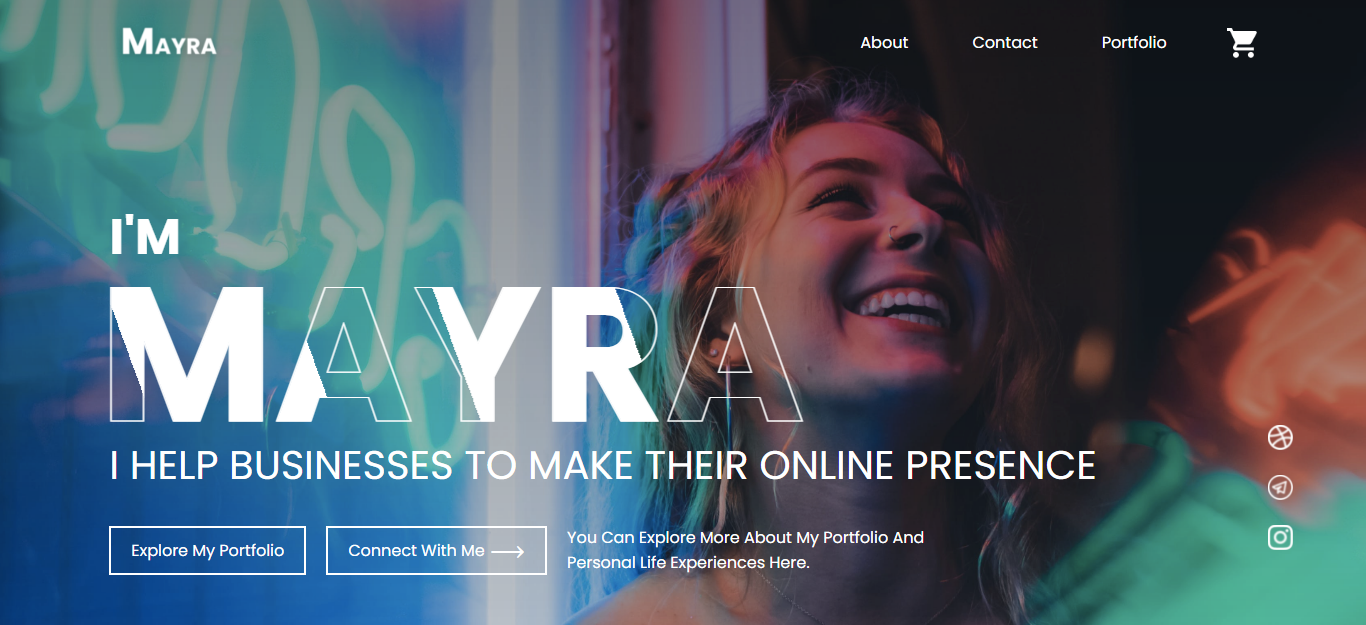 MAYRA
About Contact Portfolio
I'M
MAYRA
I HELP BUSINESSES TO MAKE THEIR ONLINE PRESENCE
Explore My Portfolio
Connect With Me
You Can Explore More About My Portfolio And
Personal Life Experiences Here.